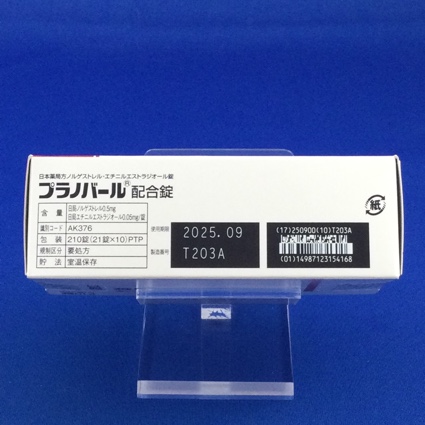 日本薬局方ノルゲストレル・エチニルエストラジオール錠
プラノバール®配合錠
含量 日局ノルゲストレル0.5mg
日局エチニルエストラジオール0.05mg/錠
識別コード AK376
包装 210錠(21錠×10)PTP
規制区分 要処方
貯法 室温保存
使用期限 2025.09
製造番号 T203A
(17)250900(10)T203A
(01)14987123154168
紙